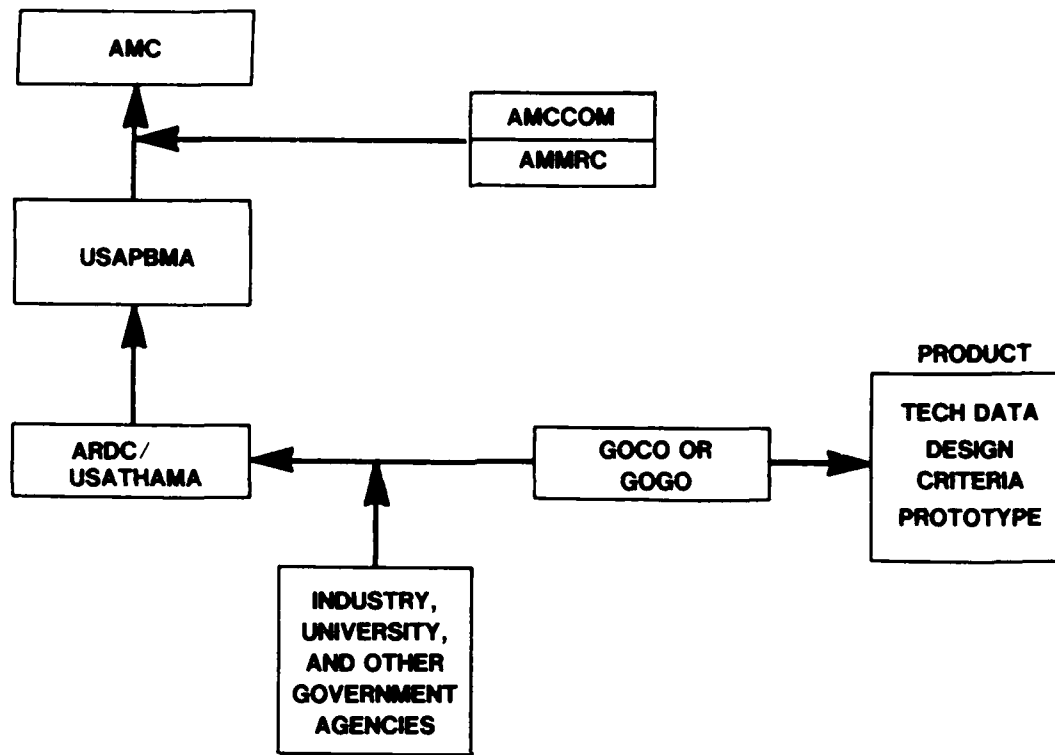 AMC
AMCCOM
AMMRC
USAPBMA
PRODUCT
TECH DATA
DESIGN
CRITERIA
PROTOTYPE
ARDC/
USATHAMA
GOCO OR
GOGO
INDUSTRY,
UNIVERSITY,
AND OTHER
GOVERNMENT
AGENCIES